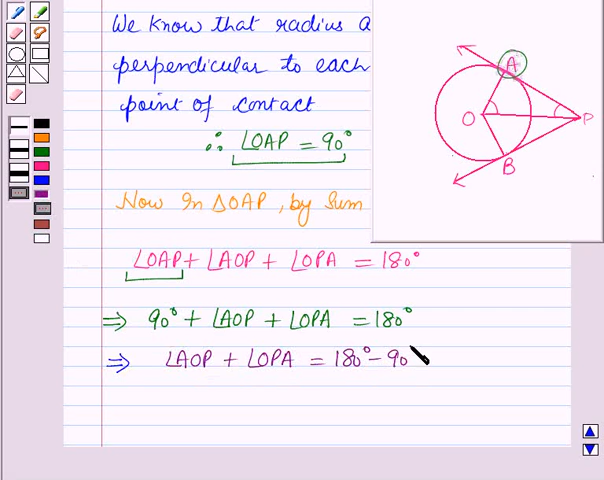 We know that radius a
perpendicular to each
point of contact
∴ ∠OAP = 90°
Now In △OAP, by Sum
∠OAP + ∠AOP + ∠OPA = 180°
⇒ 90° + ∠AOP + ∠OPA = 180°
⇒ ∠AOP + ∠OPA = 180° - 90
A
O
P
B